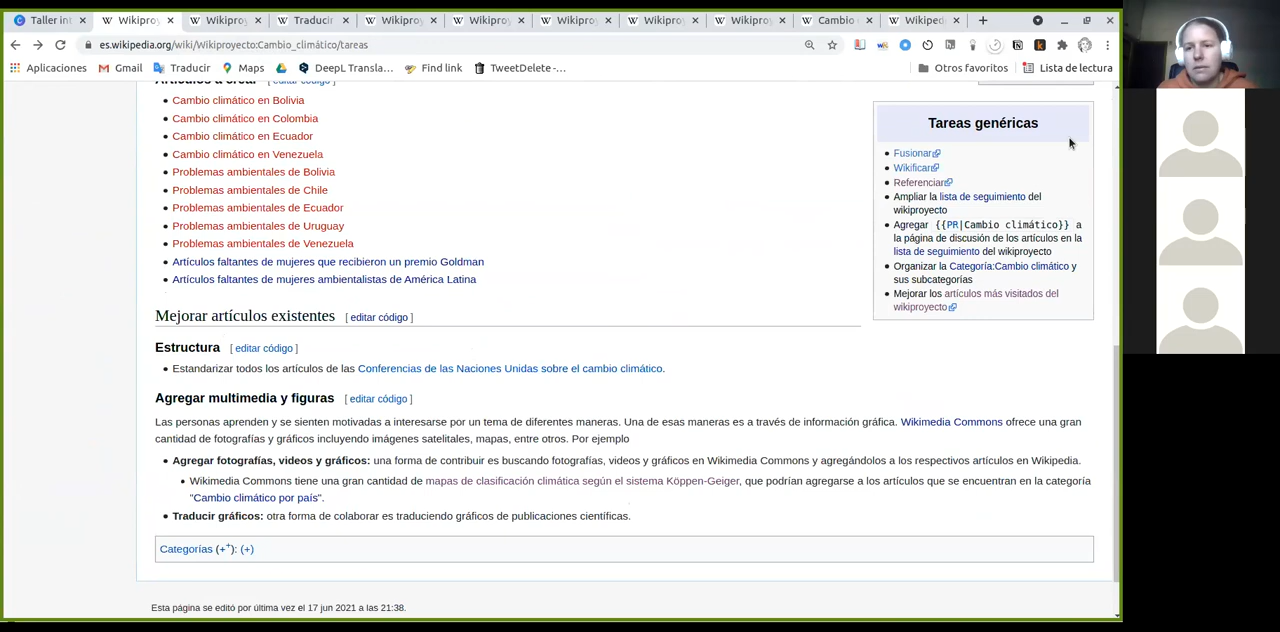 Taller int
Wikiproy
Wikiproy
Traducir
Wikiproy
Wikiproy
Wikiproy
Wikiproy
Wikiproy
Cambio
Wikiped
es.wikipedia.org/wiki/Wikiproyecto:Cambio_climático/tareas
Aplicaciones
Gmail
Traducir
Maps
DeepL Transla...
Find link
TweetDelete -...
Otros favoritos
Lista de lectura
Artículos a crear [ editar código ]
Cambio climático en Bolivia
Cambio climático en Colombia
Cambio climático en Ecuador
Cambio climático en Venezuela
Problemas ambientales de Bolivia
Problemas ambientales de Chile
Problemas ambientales de Ecuador
Problemas ambientales de Uruguay
Problemas ambientales de Venezuela
Artículos faltantes de mujeres que recibieron un premio Goldman
Artículos faltantes de mujeres ambientalistas de América Latina
Tareas genéricas
Fusionar
Wikificar
Referenciar
Ampliar la lista de seguimiento del
wikiproyecto
Agregar {{PR|Cambio climático}} a
la página de discusión de los artículos en la
lista de seguimiento del wikiproyecto
Organizar la Categoría:Cambio climático y
sus subcategorías
Mejorar los artículos más visitados del
wikiproyecto
Mejorar artículos existentes [ editar código ]
Estructura [ editar código ]
Estandarizar todos los artículos de las Conferencias de las Naciones Unidas sobre el cambio climático.
Agregar multimedia y figuras [ editar código ]
Las personas aprenden y se sienten motivadas a interesarse por un tema de diferentes maneras. Una de esas maneras es a través de información gráfica. Wikimedia Commons ofrece una gran
cantidad de fotografías y gráficos incluyendo imágenes satelitales, mapas, entre otros. Por ejemplo
Agregar fotografías, videos y gráficos: una forma de contribuir es buscando fotografías, videos y gráficos en Wikimedia Commons y agregándolos a los respectivos artículos en Wikipedia.
Wikimedia Commons tiene una gran cantidad de mapas de clasificación climática según el sistema Köppen-Geiger, que podrían agregarse a los artículos que se encuentran en la categoría
"Cambio climático por país".
Traducir gráficos: otra forma de colaborar es traduciendo gráficos de publicaciones científicas.
Categorías (++): (+)
Esta página se editó por última vez el 17 jun 2021 a las 21:38.